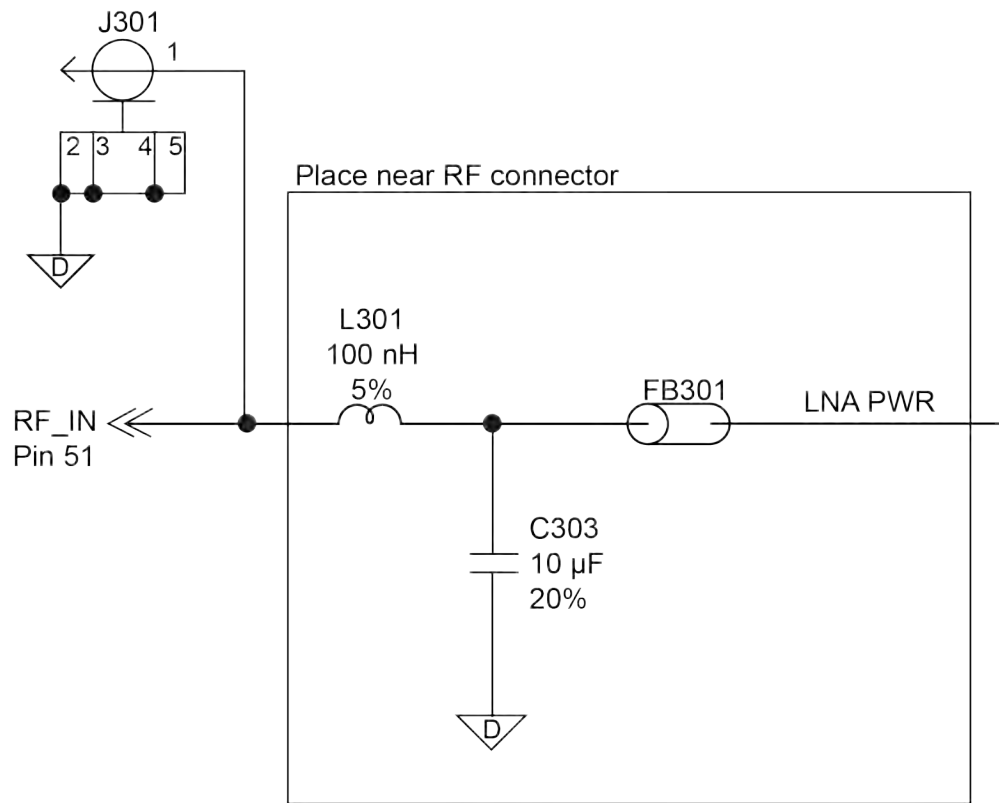 J301
1
2 3 4 5
D
Place near RF connector
L301
100 nH
5%
FB301
LNA PWR
RF_IN
Pin 51
C303
10 µF
20%
D